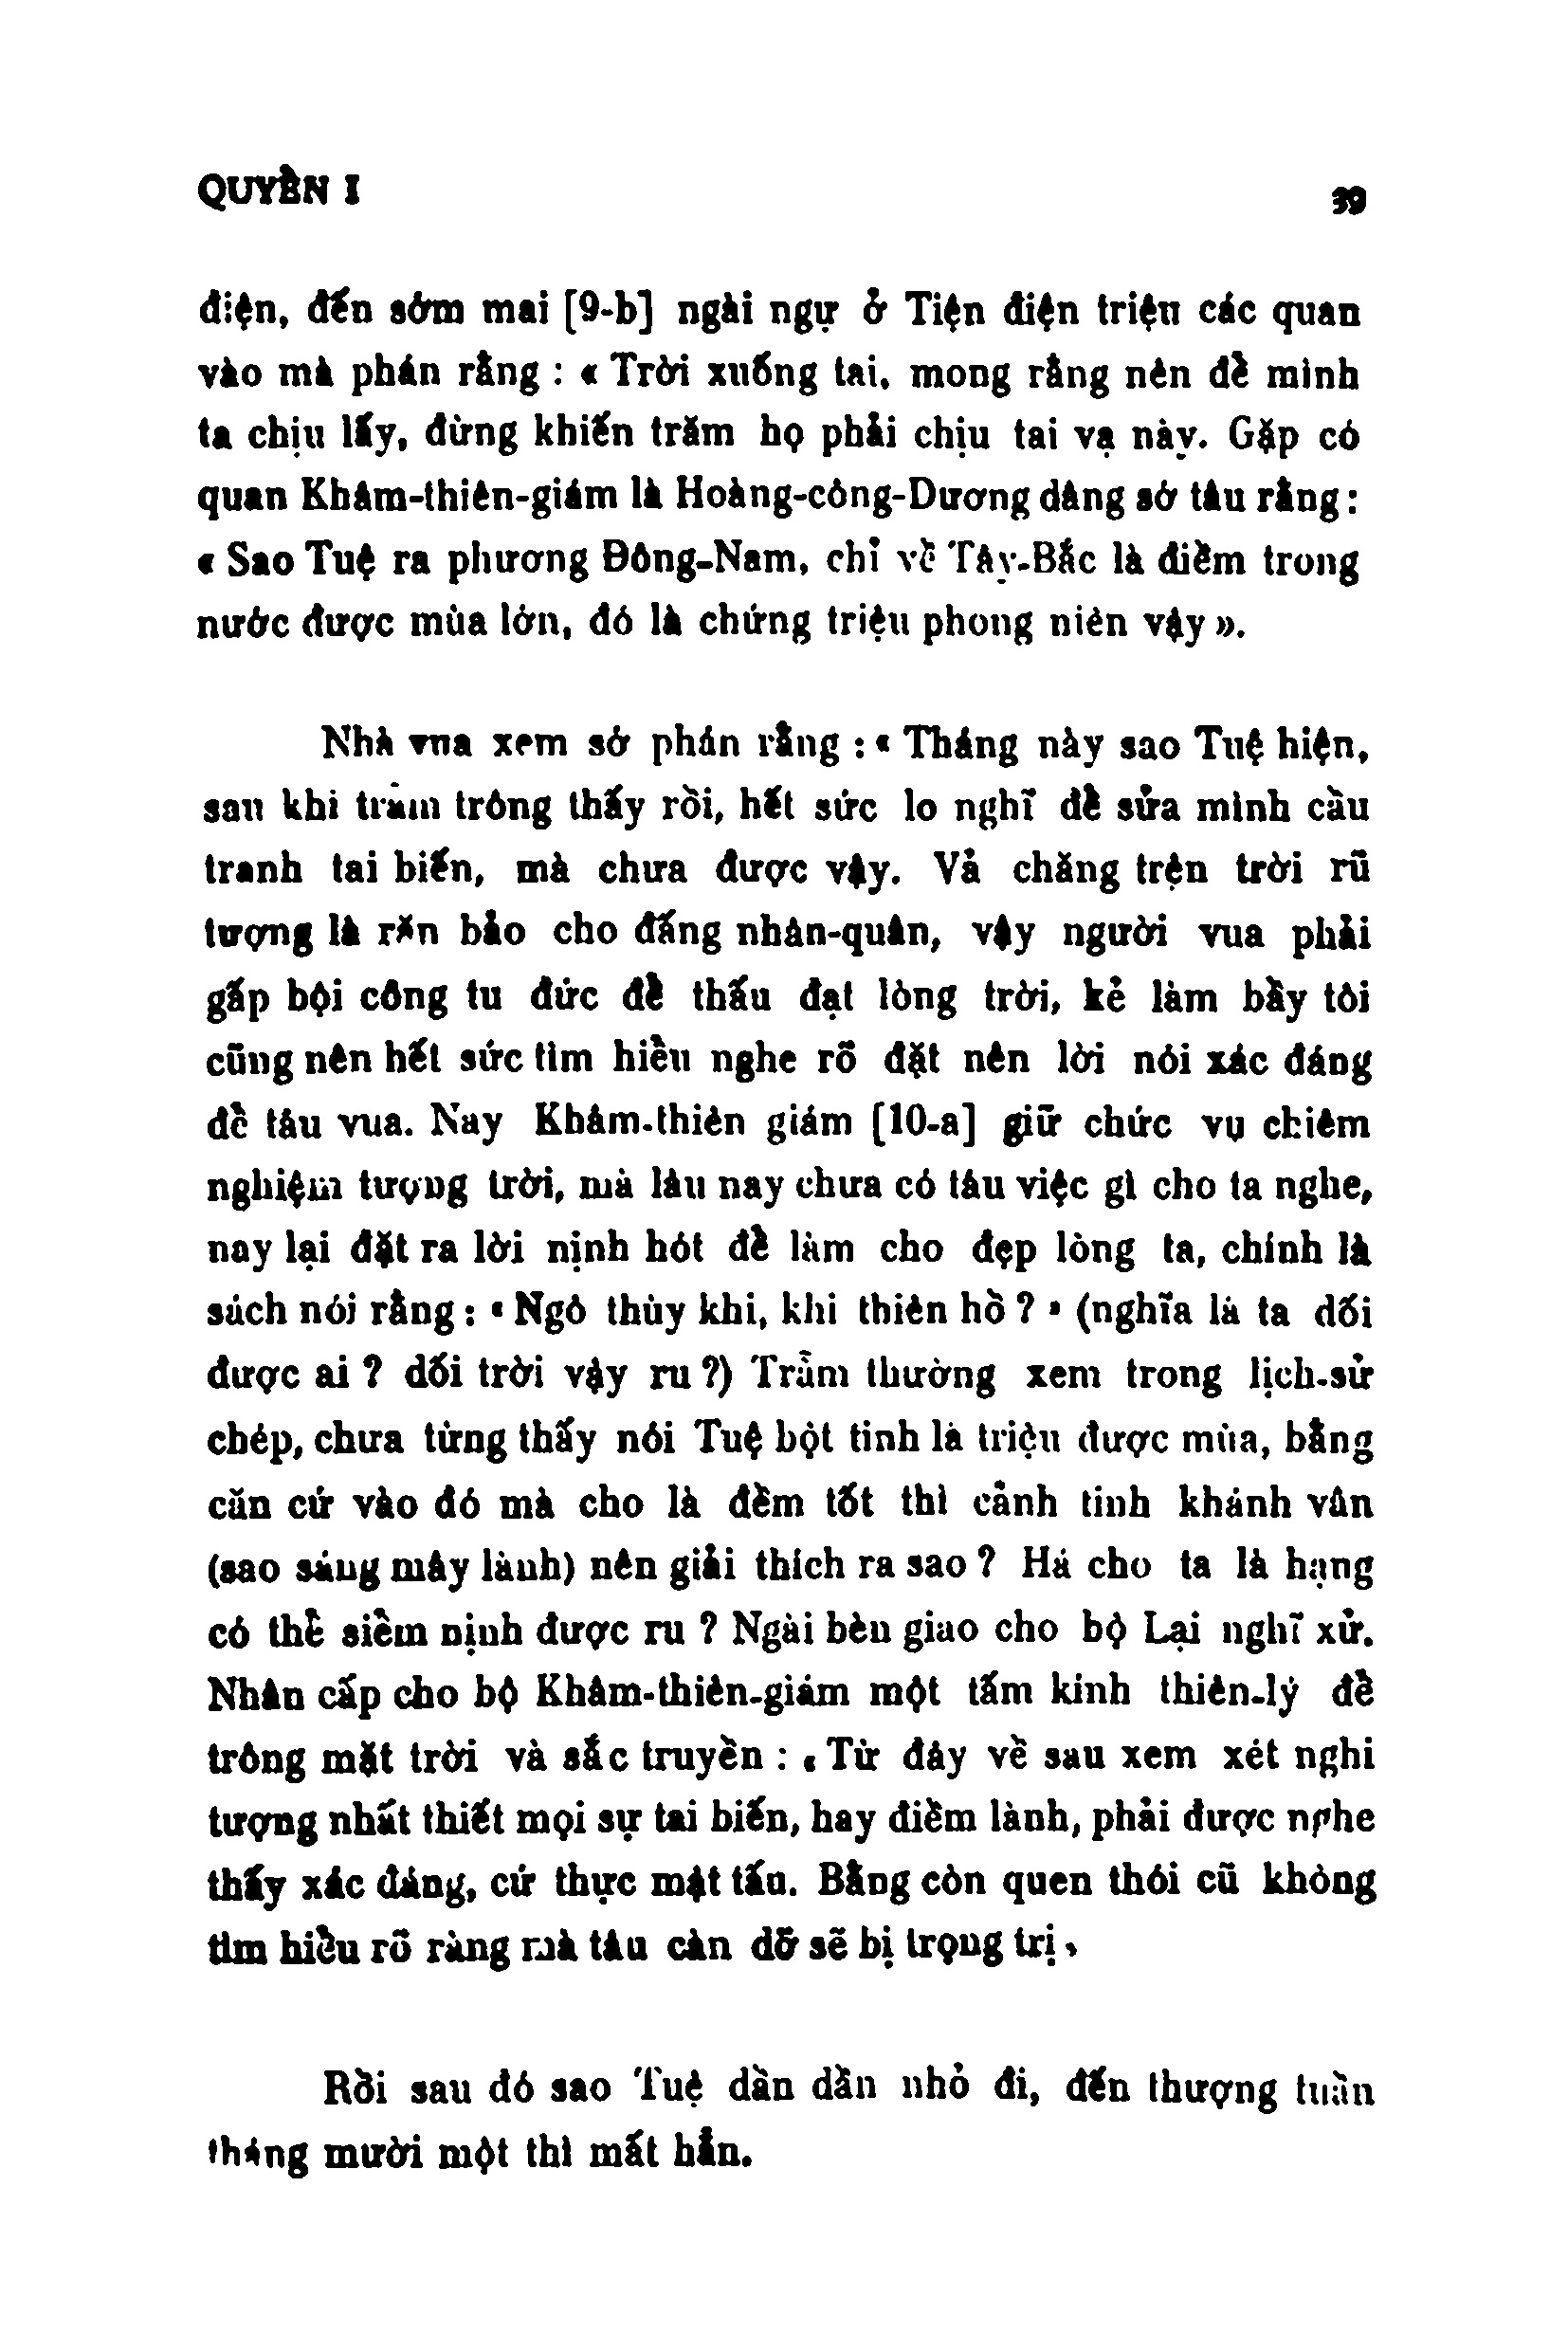 QUYỂN I
39
điện, đến sớm mai [9-b] ngài ngự ở Tiện điện triệu các quan
vào mà phán rằng : « Trời xuống tai, mong rằng nên để mình
ta chịu lấy, đừng khiến trăm họ phải chịu tai vạ này. Gặp có
quan Khâm-thiên-giám là Hoàng-công-Dương dâng sớ tâu rằng :
« Sao Tuệ ra phương Đông-Nam, chỉ về Tây-Bắc là điềm trong
nước được mùa lớn, đó là chứng triệu phong niên vậy ».
Nhà vua xem sớ phán rằng : « Tháng này sao Tuệ hiện,
sau khi trẫm trông thấy rồi, hết sức lo nghĩ để sửa mình cầu
tranh tai biến, mà chưa được vậy. Vả chăng trện trời rũ
tượng là răn bảo cho đấng nhân-quân, vậy người vua phải
gấp bội công tu đức để thấu đạt lòng trời, kẻ làm bầy tôi
cũng nên hết sức tìm hiểu nghe rõ đặt nên lời nói xác đáng
để tâu vua. Nay Khâm-thiên giám [10-a] giữ chức vụ chiêm
nghiệm tượng trời, mà lâu nay chưa có tâu việc gì cho ta nghe,
nay lại đặt ra lời nịnh hót để làm cho đẹp lòng ta, chính là
sách nói rằng : « Ngô thùy khi, khi thiên hồ ? » (nghĩa là ta dối
được ai ? dối trời vậy ru ?) Trẫm thường xem trong lịch-sử
chép, chưa từng thấy nói Tuệ bột tinh là triệu được mùa, bằng
căn cứ vào đó mà cho là đềm tốt thì cảnh tinh khánh vân
(sao sáng mây lành) nên giải thích ra sao ? Há cho ta là hạng
có thể siềm nịnh được ru ? Ngài bèn giao cho bộ Lại nghĩ xử.
Nhân cấp cho bộ Khâm-thiên-giám một tấm kính thiên-lý để
trông mặt trời và sắc truyền : « Từ đây về sau xem xét nghi
tượng nhất thiết mọi sự tai biến, hay điềm lành, phải được nghe
thấy xác đáng, cứ thực mật tấu. Bằng còn quen thói cũ không
tìm hiểu rõ ràng mà tâu càn dỡ sẽ bị trọng trị ».
Rồi sau đó sao Tuệ dần dần nhỏ đi, đến thượng tuần
tháng mười một thì mất hẳn.